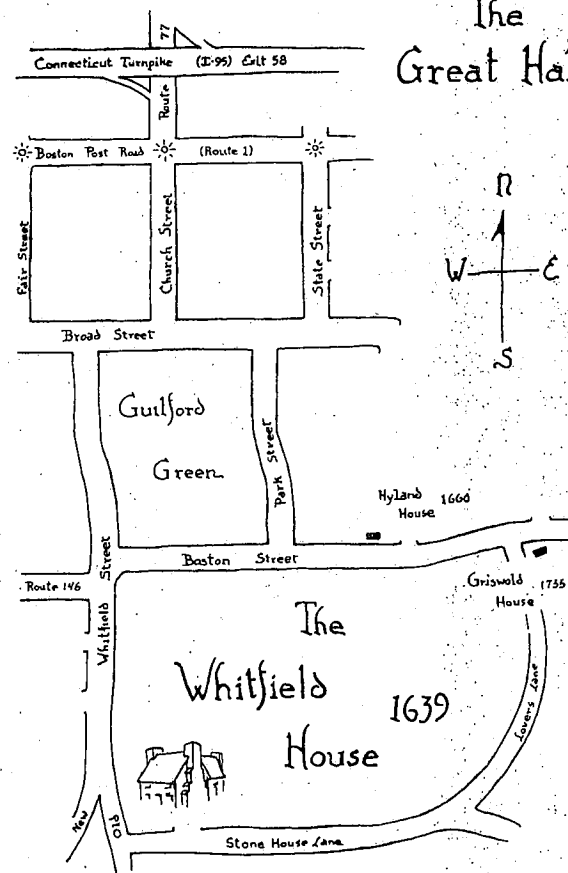 The
Great Ha
77
Connecticut Turnpike (I-95) Exit 58
Route
Boston Post Road (Route 1)
Fair Street
Church Street
State Street
N
W E
S
Broad Street
Guilford
Green
Park Street
Hyland 1660
House
Boston Street
Route 146
Whitfield Street
Griswold 1735
House
The
Whitfield
1639
House
Lovers Lane
New
Old
Stone House Lane